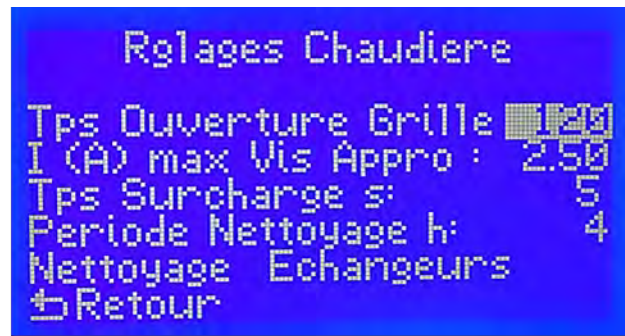 Rglages Chaudiere
Tps Ouverture Grille 120
I (A) max Vis Appro : 2.50
Tps Surcharge s: 5
Periode Nettoyage h: 4
Nettoyage Echangeurs
Retour